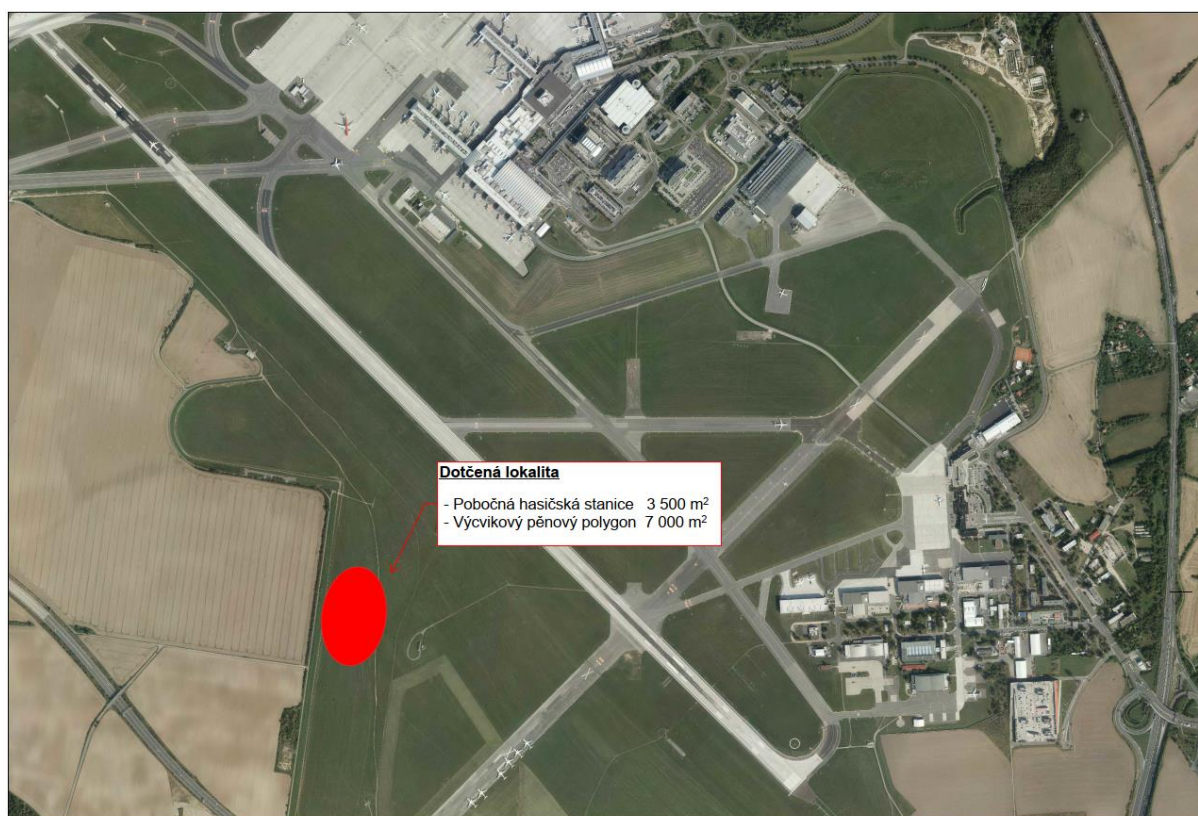 Dotčená lokalita
- Pobočná hasičská stanice 3 500 m²
- Výcvikový pěnový polygon 7 000 m²